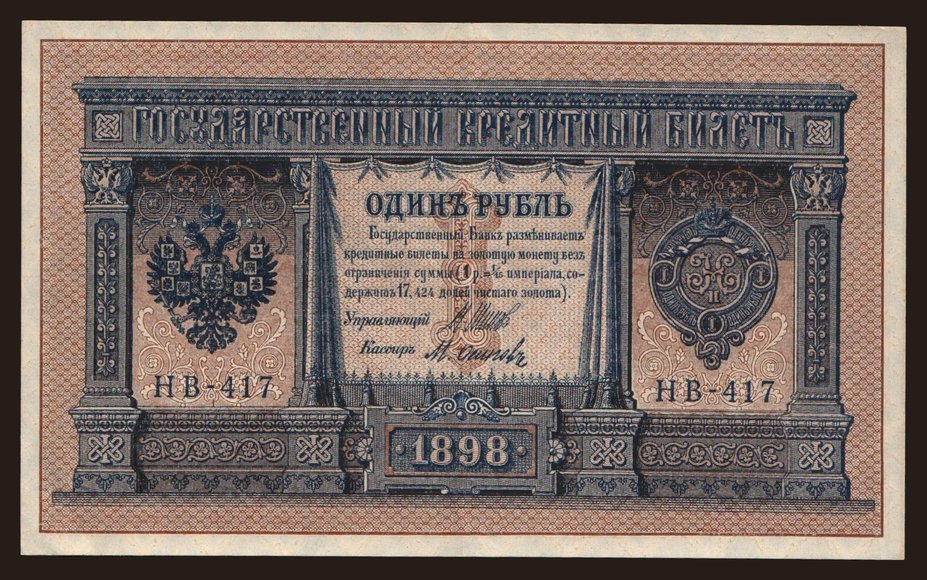 ГОСУДАРСТВЕННЫЙ КРЕДИТНЫЙ БИЛЕТЪ
ОДИНЪ РУБЛЬ
Государственный Банкъ размѣниваетъ
кредитные билеты на золотую монету безъ
ограниченія суммы (1 р. = 1/15 имперіала, со-
держитъ 17,424 долей чистаго золота).
Управляющій
Кассиръ М. Осиповъ
НВ-417
НВ-417
1898